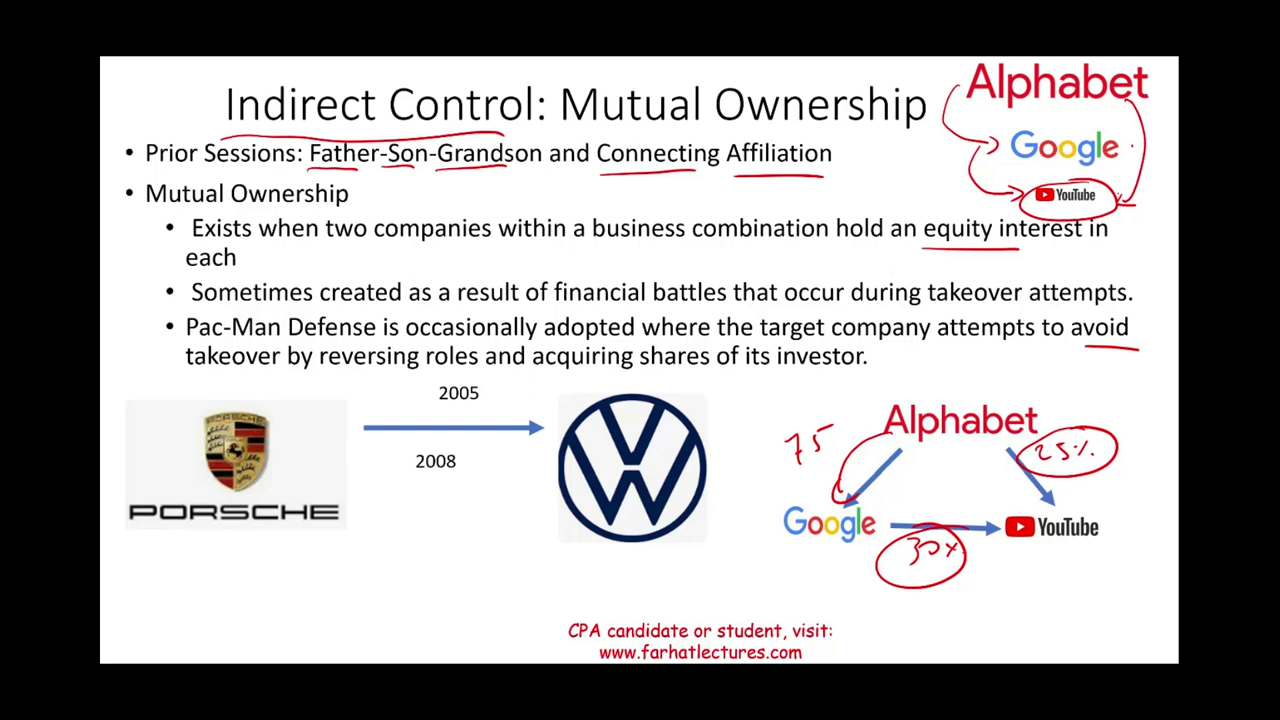 Alphabet
Indirect Control: Mutual Ownership
Google
• Prior Sessions: Father-Son-Grandson and Connecting Affiliation
YouTube
• Mutual Ownership
• Exists when two companies within a business combination hold an equity interest in
each
• Sometimes created as a result of financial battles that occur during takeover attempts.
• Pac-Man Defense is occasionally adopted where the target company attempts to avoid
takeover by reversing roles and acquiring shares of its investor.
2005
2008
PORSCHE
PORSCHE
VW
Alphabet
75
25%
Google
YouTube
30%
CPA candidate or student, visit:
www.farhatlectures.com